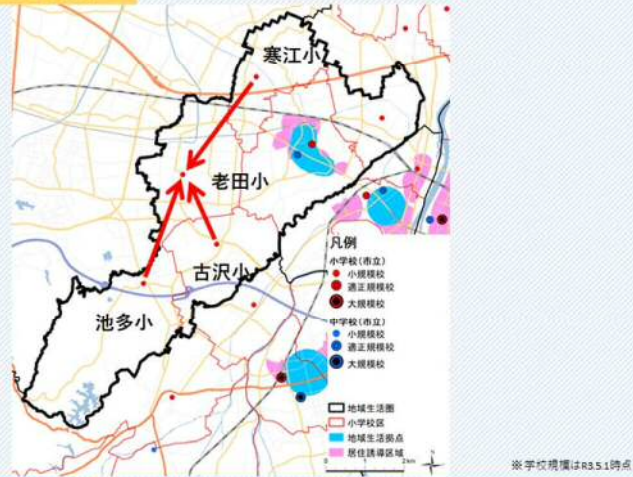 寒江小
老田小
古沢小
池多小
凡例
小学校(市立)
小規模校
適正規模校
大規模校
中学校(市立)
小規模校
適正規模校
大規模校
地域生活圏
小学校区
地域生活拠点
居住誘導区域
0 1 2km
※学校規模はR3.5.1時点